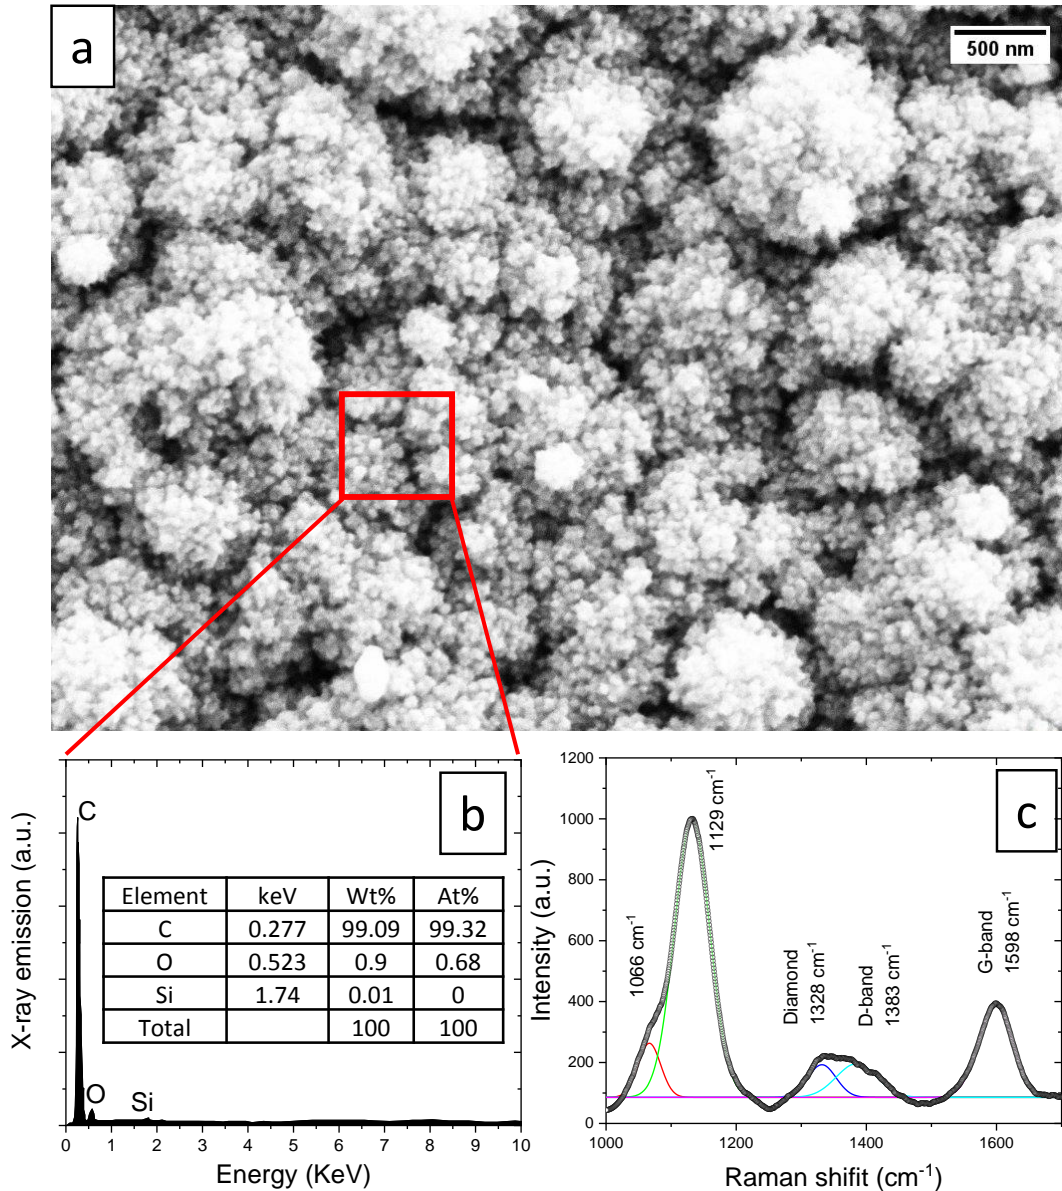 a
500 nm
b
C
O
Si
Element keV Wt% At%
C 0.277 99.09 99.32
O 0.523 0.9 0.68
Si 1.74 0.01 0
Total 100 100
X-ray emission (a.u.)
0 1 2 3 4 5 6 7 8 9 10
Energy (KeV)
c
1200
1000
800
600
400
200
0
Intensity (a.u.)
1066 cm-1
1129 cm-1
Diamond
1328 cm-1
D-band
1383 cm-1
G-band
1598 cm-1
1000 1200 1400 1600
Raman shifit (cm-1)